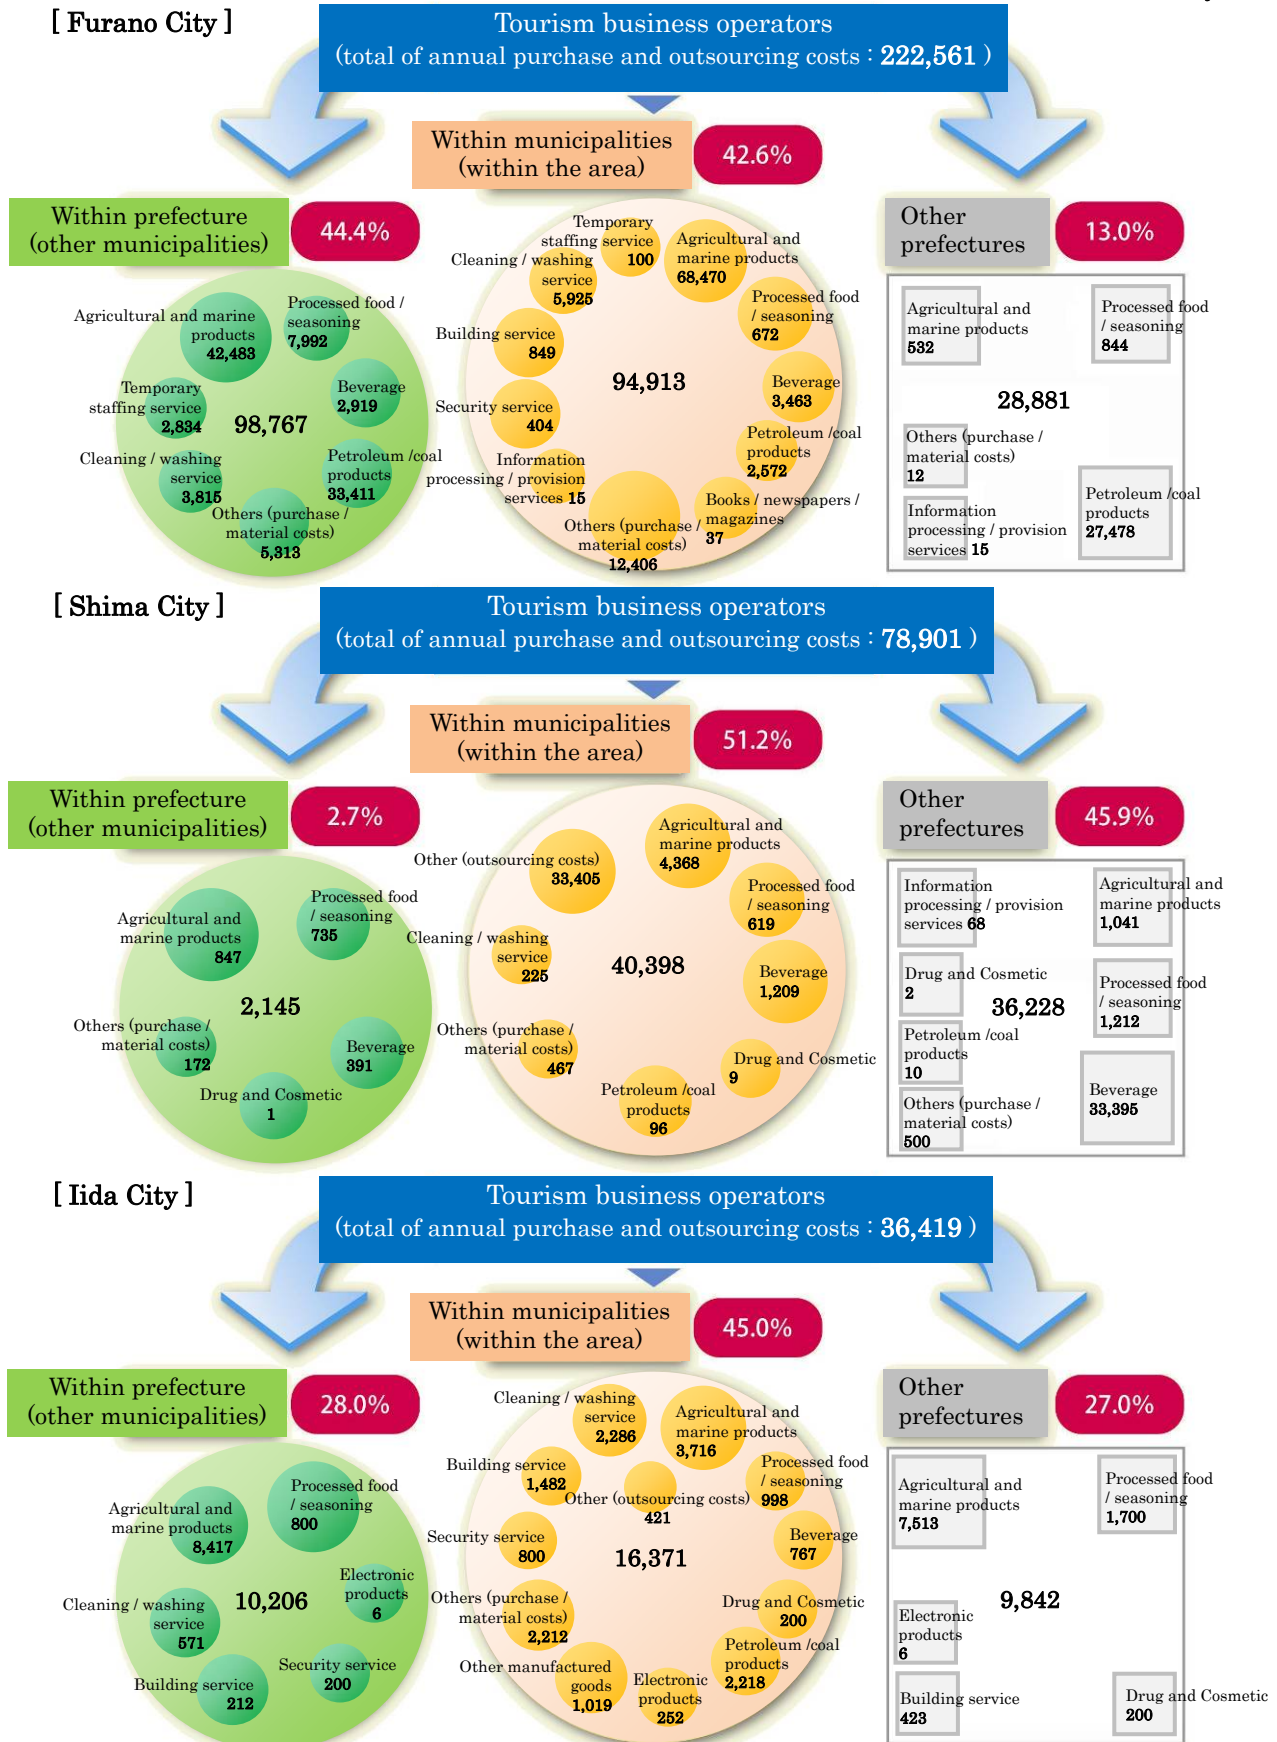 [ Furano City ]
Tourism business operators
(total of annual purchase and outsourcing costs : 222,561 )
Within municipalities
(within the area)
42.6%
Within prefecture
(other municipalities)
44.4%
Other
prefectures
13.0%
Agricultural and marine
products
42,483
Processed food /
seasoning
7,992
Beverage
2,919
Temporary
staffing service
2,834
98,767
Cleaning / washing
service
3,815
Petroleum /coal
products
33,411
Others (purchase /
material costs)
5,313
Temporary
staffing service
100
Agricultural and
marine products
68,470
Cleaning / washing
service
5,925
Processed food
/ seasoning
672
Building service
849
94,913
Beverage
3,463
Security service
404
Petroleum /coal
products
2,572
Information
processing / provision
services 15
Books / newspapers /
magazines
37
Others (purchase /
material costs)
12,406
Agricultural and
marine products
532
Processed food
/ seasoning
844
28,881
Others (purchase /
material costs)
12
Information
processing / provision
services 15
Petroleum /coal
products
27,478
[ Shima City ]
Tourism business operators
(total of annual purchase and outsourcing costs : 78,901 )
Within municipalities
(within the area)
51.2%
Within prefecture
(other municipalities)
2.7%
Other
prefectures
45.9%
Agricultural and
marine products
847
Processed food
/ seasoning
735
2,145
Others (purchase /
material costs)
172
Beverage
391
Drug and Cosmetic
1
Other (outsourcing costs)
33,405
Agricultural and
marine products
4,368
Processed food
/ seasoning
619
Cleaning / washing
service
225
40,398
Beverage
1,209
Others (purchase /
material costs)
467
Drug and Cosmetic
9
Petroleum /coal
products
96
Information
processing / provision
services 68
Agricultural and
marine products
1,041
Drug and Cosmetic
2
36,228
Processed food
/ seasoning
1,212
Petroleum /coal
products
10
Others (purchase /
material costs)
500
Beverage
33,395
[ Iida City ]
Tourism business operators
(total of annual purchase and outsourcing costs : 36,419 )
Within municipalities
(within the area)
45.0%
Within prefecture
(other municipalities)
28.0%
Other
prefectures
27.0%
Agricultural and
marine products
8,417
Processed food
/ seasoning
800
Electronic
products
6
10,206
Cleaning / washing
service
571
Security service
200
Building service
212
Cleaning / washing
service
2,286
Agricultural and
marine products
3,716
Building service
1,482
Processed food
/ seasoning
998
Other (outsourcing costs)
421
Security service
800
16,371
Beverage
767
Others (purchase /
material costs)
2,212
Drug and Cosmetic
200
Petroleum /coal
products
2,218
Other manufactured
goods
1,019
Electronic
products
252
Agricultural and
marine products
7,513
Processed food
/ seasoning
1,700
9,842
Electronic
products
6
Building service
423
Drug and Cosmetic
200